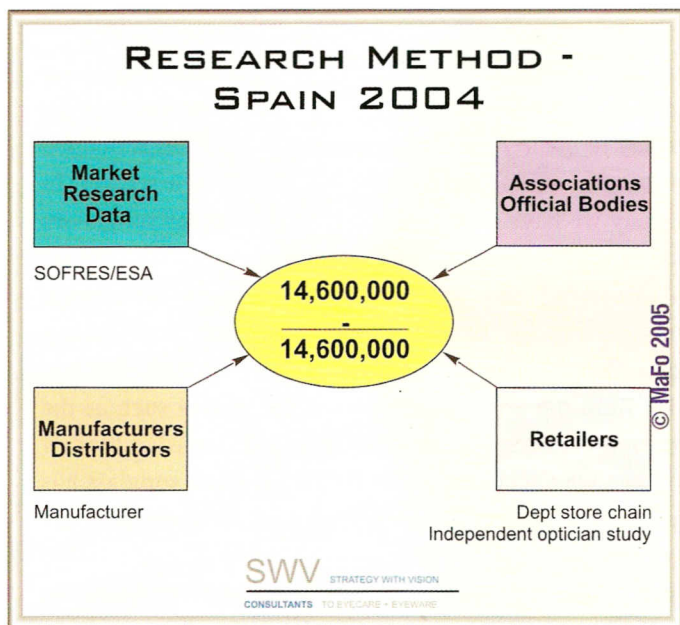 RESEARCH METHOD -
SPAIN 2004
Market
Research
Data
Associations
Official Bodies
SOFRES/ESA
14,600,000
-
14,600,000
Manufacturers
Distributors
Retailers
Manufacturer
Dept store chain
Independent optician study
© MaFo 2005
SWV STRATEGY WITH VISION
CONSULTANTS TO EYECARE - EYEWARE